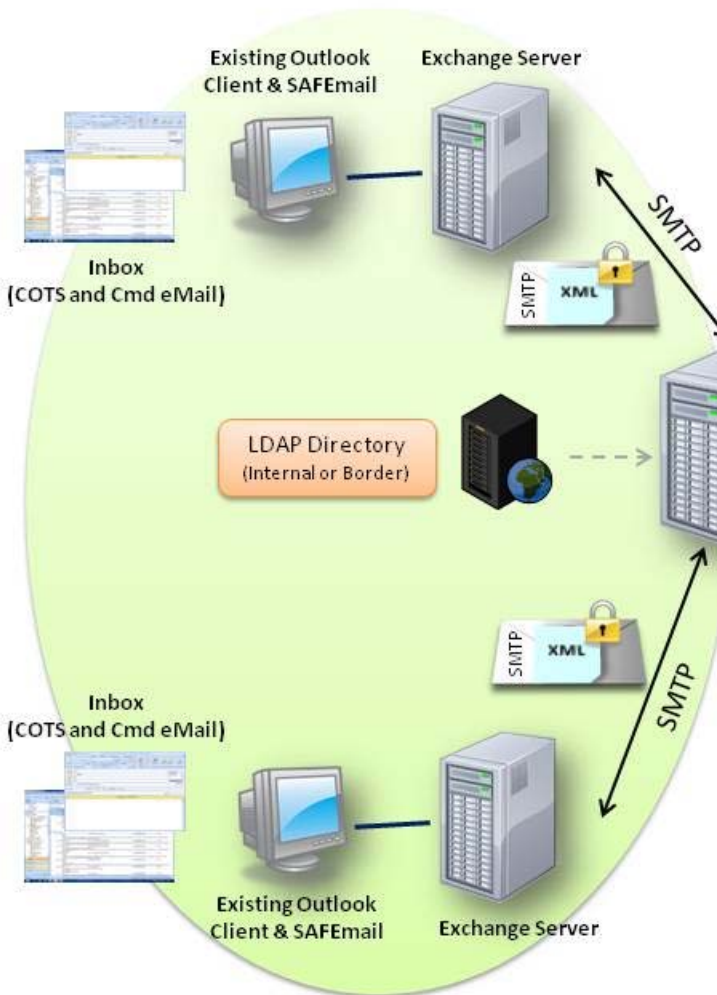 Existing Outlook
Client & SAFEmail
Exchange Server
Inbox
(COTS and Cmd eMail)
SMTP
SMTP
XML
LDAP Directory
(Internal or Border)
SMTP
XML
SMTP
Inbox
(COTS and Cmd eMail)
Existing Outlook
Client & SAFEmail
Exchange Server